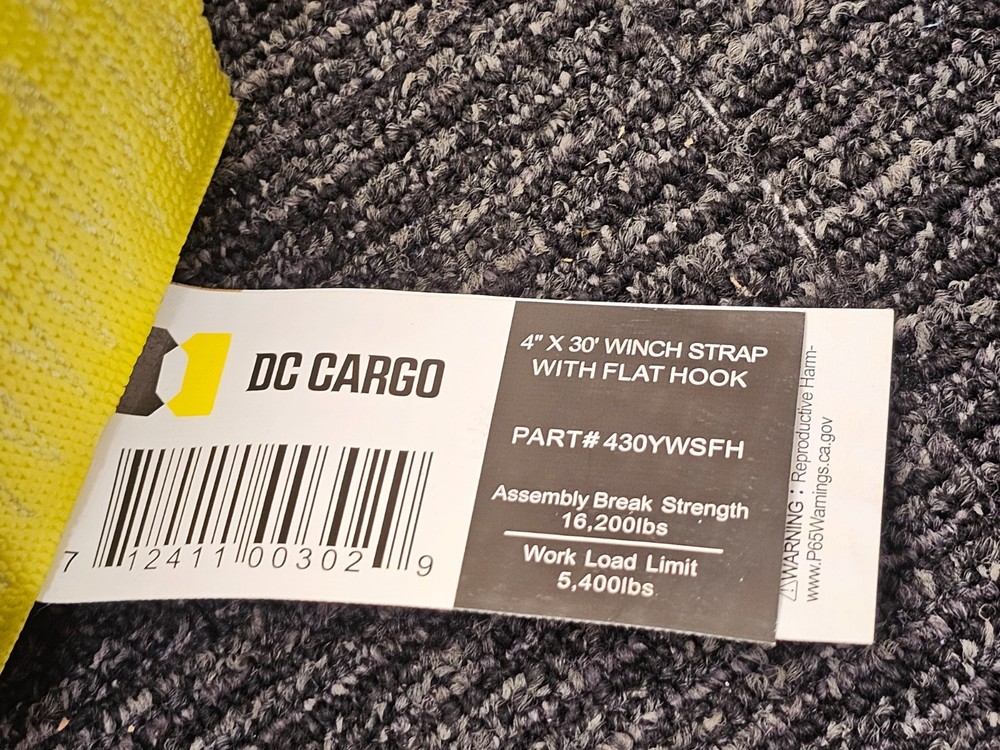 DC CARGO
7 12411 00302 9
4" X 30' WINCH STRAP
WITH FLAT HOOK
PART# 430YWSFH
Assembly Break Strength
16,200lbs
Work Load Limit
5,400lbs
⚠WARNING : Reproductive Harm-
www.P65Warnings.ca.gov